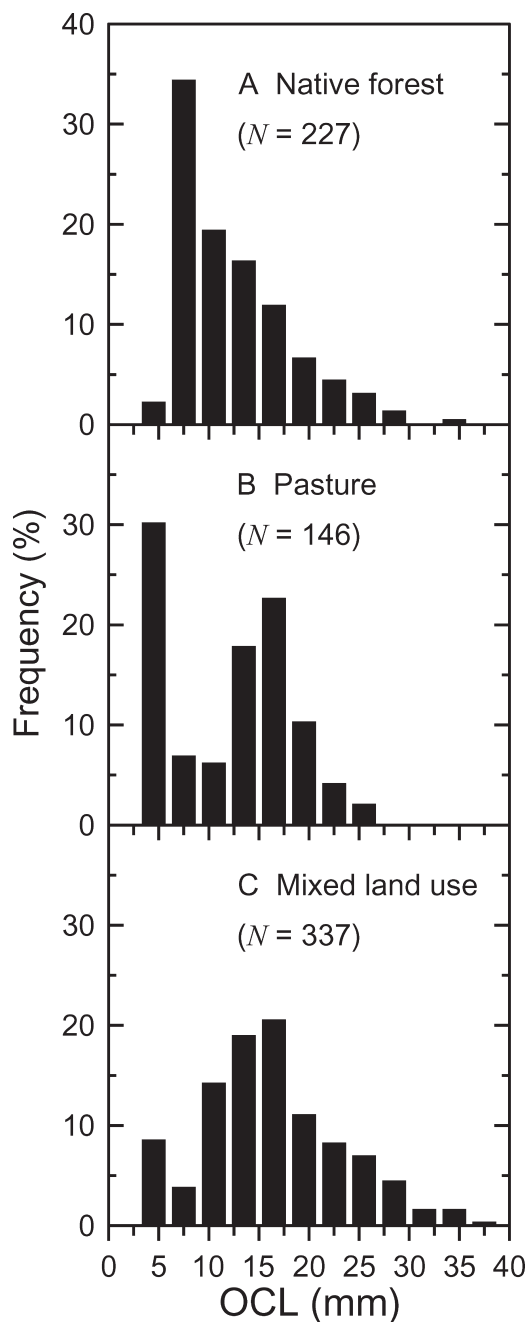 40
A Native forest
(N = 227)
30
20
10
0
B Pasture
(N = 146)
30
20
10
0
C Mixed land use
(N = 337)
30
20
10
0
Frequency (%)
0 5 10 15 20 25 30 35 40
OCL (mm)